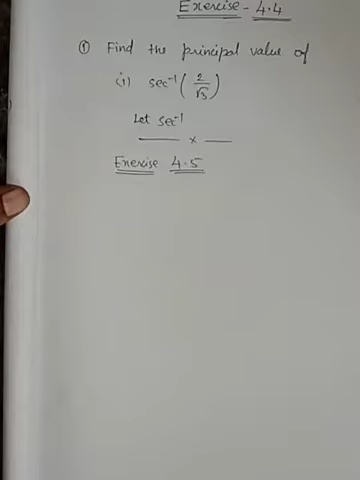 Exercise - 4.4
① Find the principal value of
(i) sec⁻¹ (2/√3)
Let sec⁻¹
—— × ——
Exercise 4.5